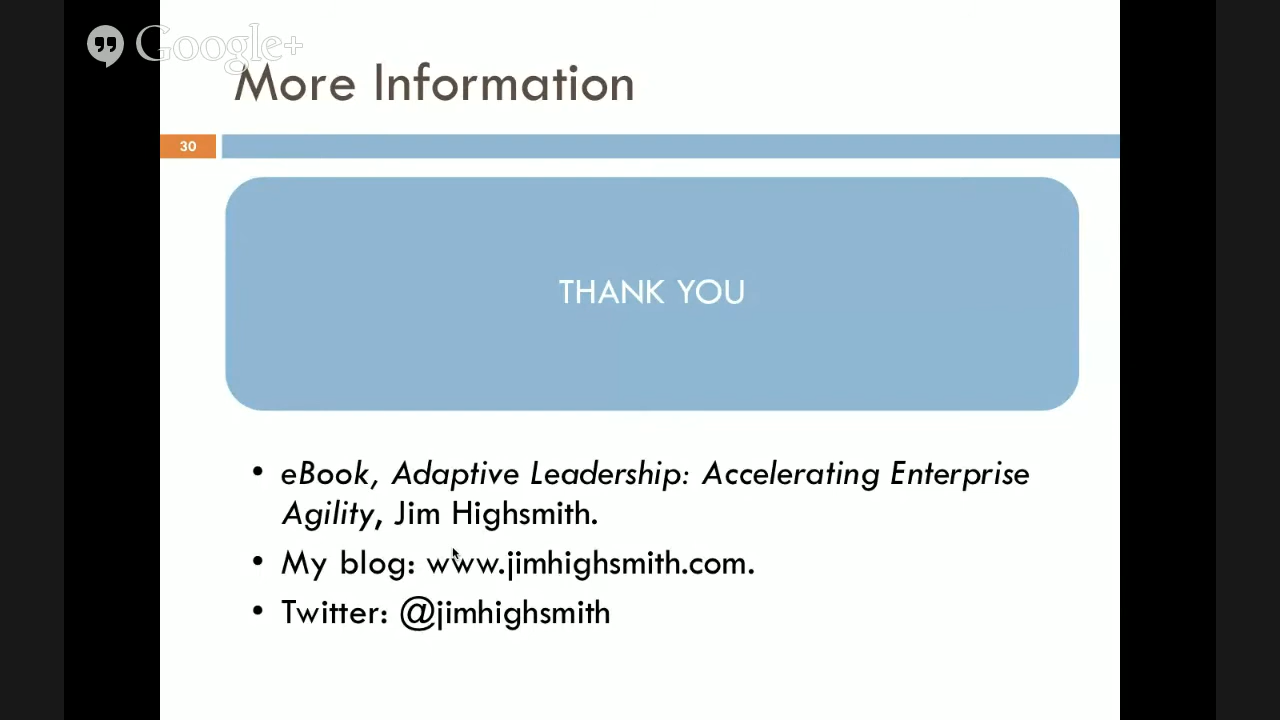 Google+
More Information
30
THANK YOU
• eBook, Adaptive Leadership: Accelerating Enterprise
Agility, Jim Highsmith.
• My blog: www.jimhighsmith.com.
• Twitter: @jimhighsmith